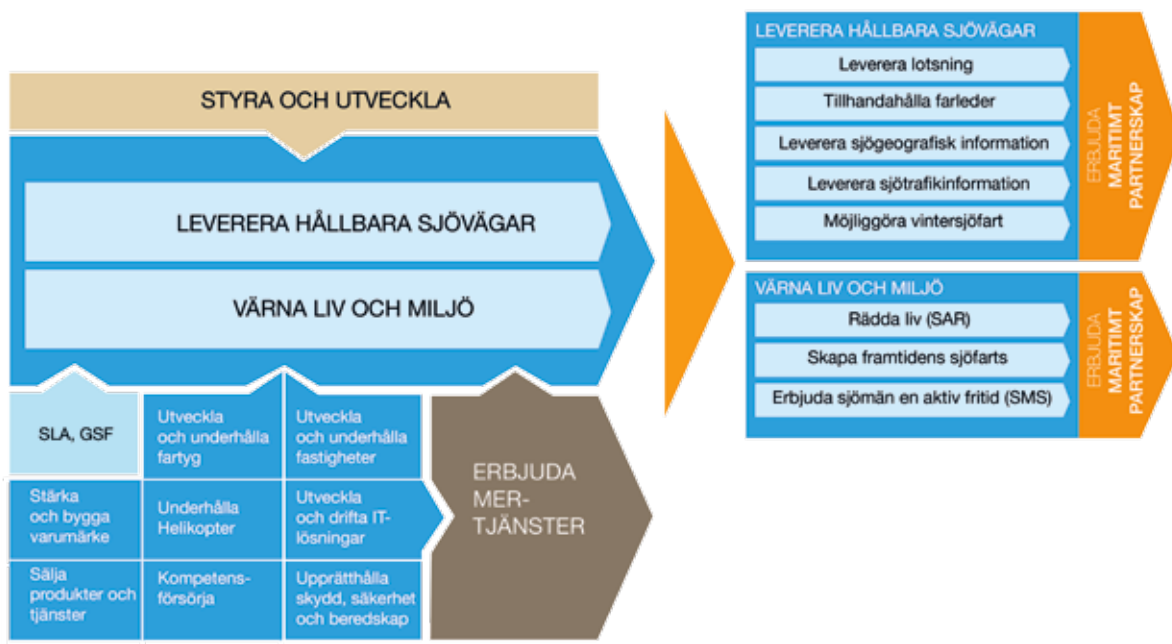 STYRA OCH UTVECKLA
LEVERERA HÅLLBARA SJÖVÄGAR
VÄRNA LIV OCH MILJÖ
SLA, GSF
Utveckla
och underhålla
fartyg
Utveckla
och underhålla
fastigheter
Stärka
och bygga
varumärke
Underhålla
Helikopter
Utveckla
och drifta IT-
lösningar
Sälja
produkter och
tjänster
Kompetens-
försörja
Upprätthålla
skydd, säkerhet
och beredskap
ERBJUDA
MER-
TJÄNSTER
LEVERERA HÅLLBARA SJÖVÄGAR
Leverera lotsning
Tillhandahålla farleder
Leverera sjögeografisk information
Leverera sjötrafikinformation
Möjliggöra vintersjöfart
ERBJUDA
MARITIMT
PARTNERSKAP
VÄRNA LIV OCH MILJÖ
Rädda liv (SAR)
Skapa framtidens sjöfarts
Erbjuda sjömän en aktiv fritid (SMS)
ERBJUDA
MARITIMT
PARTNERSKAP